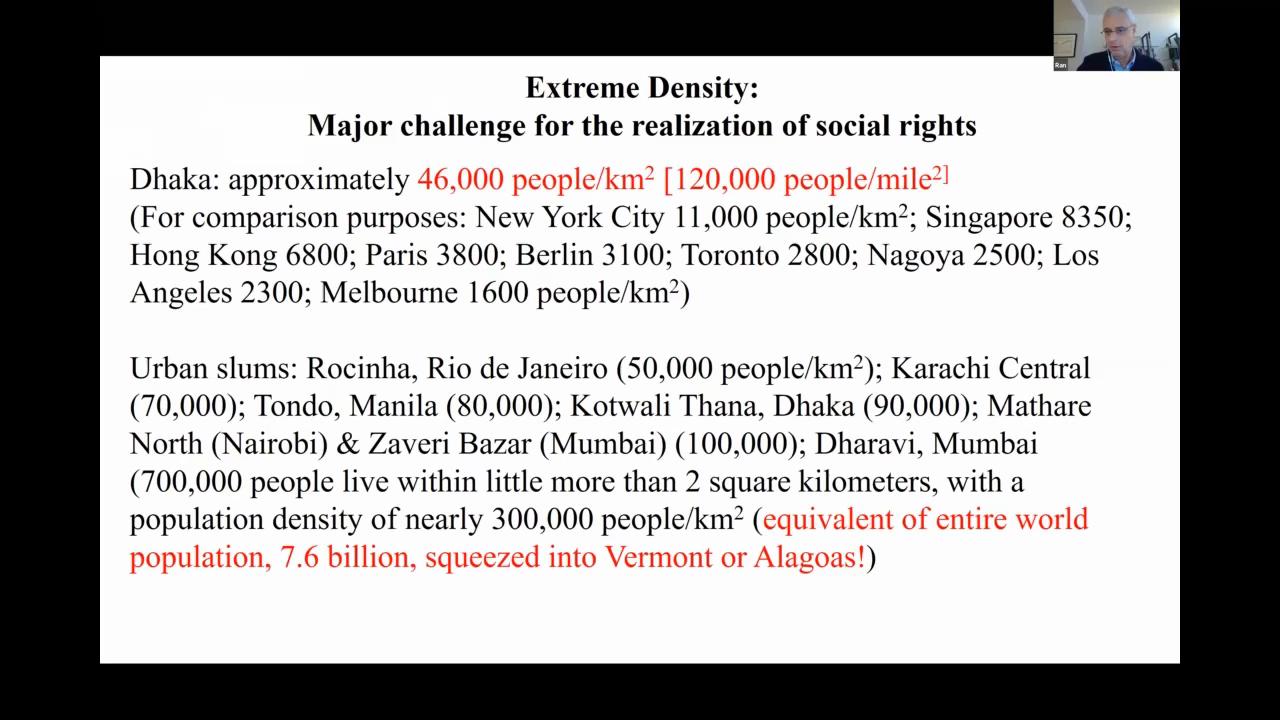 Ran
Extreme Density:
Major challenge for the realization of social rights
Dhaka: approximately 46,000 people/km² [120,000 people/mile²]
(For comparison purposes: New York City 11,000 people/km²; Singapore 8350;
Hong Kong 6800; Paris 3800; Berlin 3100; Toronto 2800; Nagoya 2500; Los
Angeles 2300; Melbourne 1600 people/km²)
Urban slums: Rocinha, Rio de Janeiro (50,000 people/km²); Karachi Central
(70,000); Tondo, Manila (80,000); Kotwali Thana, Dhaka (90,000); Mathare
North (Nairobi) & Zaveri Bazar (Mumbai) (100,000); Dharavi, Mumbai
(700,000 people live within little more than 2 square kilometers, with a
population density of nearly 300,000 people/km² (equivalent of entire world
population, 7.6 billion, squeezed into Vermont or Alagoas!)